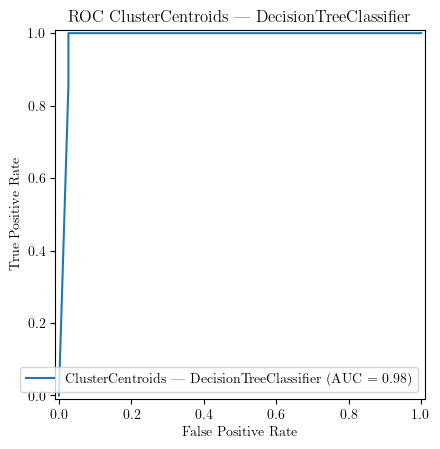 ROC ClusterCentroids — DecisionTreeClassifier
1.0
0.8
0.6
0.4
0.2
0.0
True Positive Rate
ClusterCentroids — DecisionTreeClassifier (AUC = 0.98)
0.0 0.2 0.4 0.6 0.8 1.0
False Positive Rate